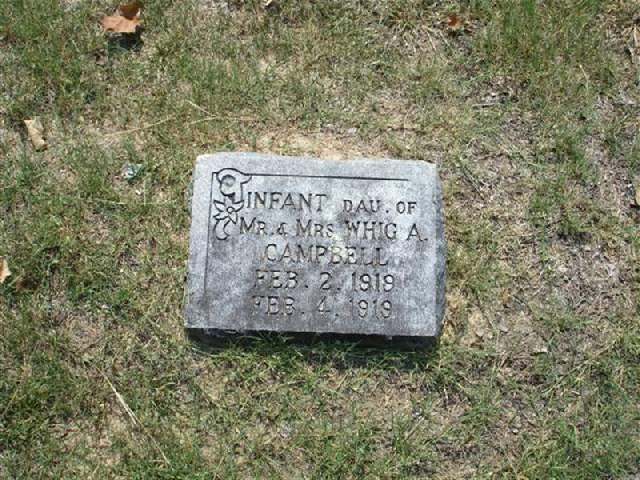 INFANT DAU. OF
MR. & MRS WHIG A.
CAMPBELL
FEB. 2, 1919
FEB. 4, 1919